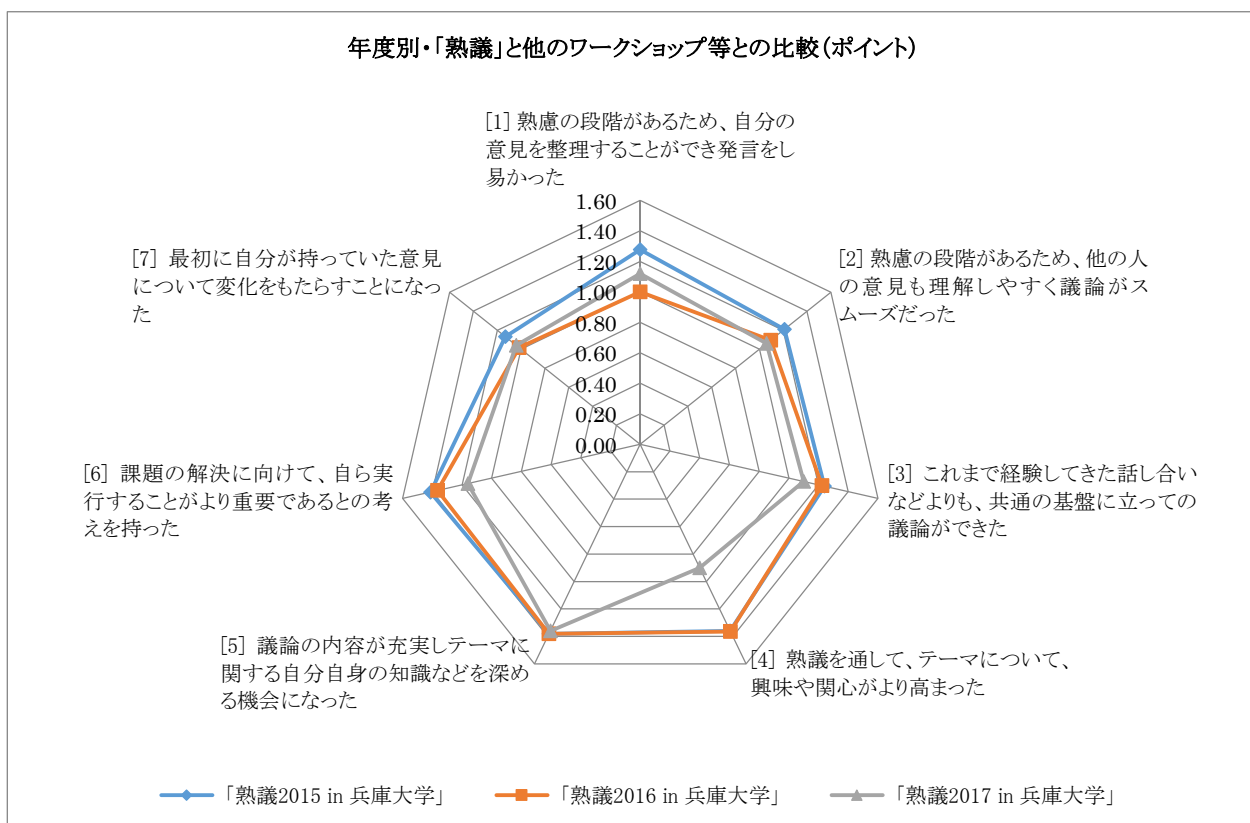 年度別・「熟議」と他のワークショップ等との比較(ポイント)
[1] 熟慮の段階があるため、自分の
意見を整理することができ発言をし
易かった
[2] 熟慮の段階があるため、他の人
の意見も理解しやすく議論がス
ムーズだった
[3] これまで経験してきた話し合い
などよりも、共通の基盤に立っての
議論ができた
[4] 熟議を通して、テーマについて、
興味や関心がより高まった
[5] 議論の内容が充実しテーマに
関する自分自身の知識などを深め
る機会になった
[6] 課題の解決に向けて、自ら実
行することがより重要であるとの考
えを持った
[7] 最初に自分が持っていた意見
について変化をもたらすことになっ
た
1.60
1.40
1.20
1.00
0.80
0.60
0.40
0.20
0.00
「熟議2015 in 兵庫大学」
「熟議2016 in 兵庫大学」
「熟議2017 in 兵庫大学」